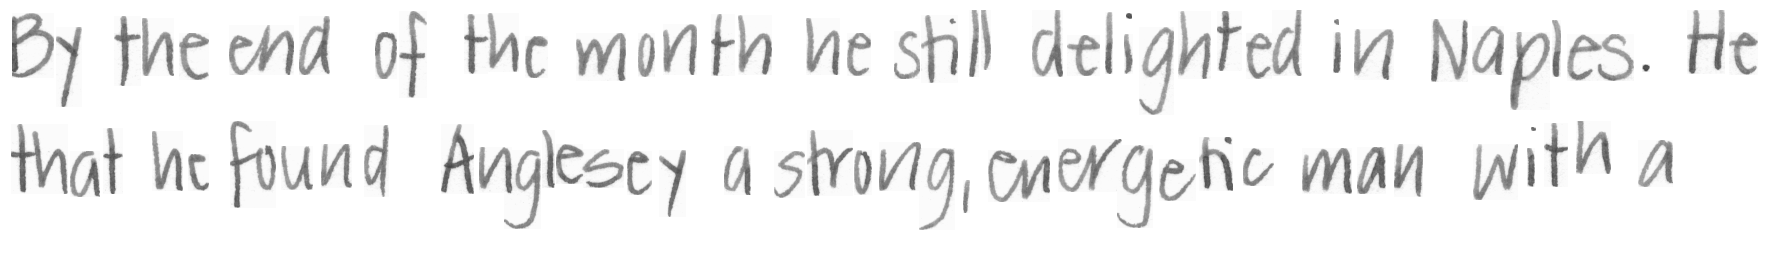 By the end of the month he still delighted in Naples. He
that he found Anglesey a strong, energetic man with a